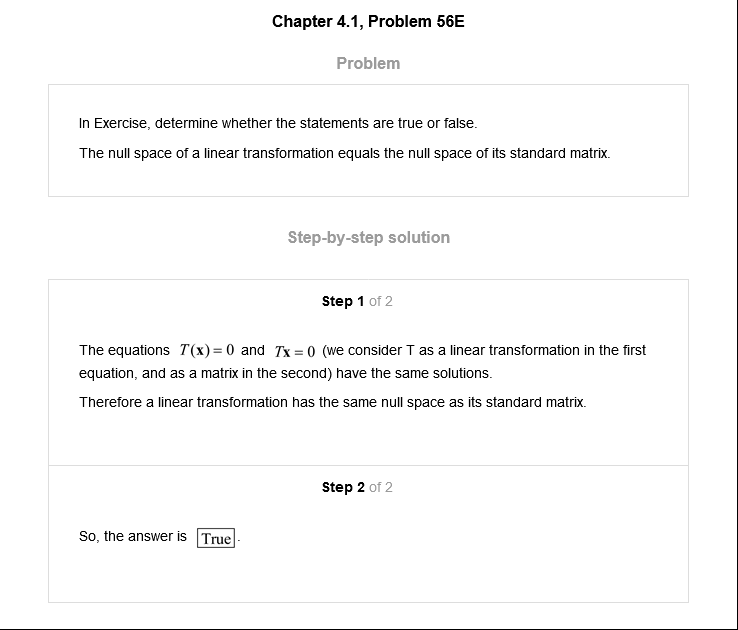 Chapter 4.1, Problem 56E
Problem
In Exercise, determine whether the statements are true or false.
The null space of a linear transformation equals the null space of its standard matrix.
Step-by-step solution
Step 1 of 2
The equations T(x) = 0 and Tx = 0 (we consider T as a linear transformation in the first
equation, and as a matrix in the second) have the same solutions.
Therefore a linear transformation has the same null space as its standard matrix.
Step 2 of 2
So, the answer is True.